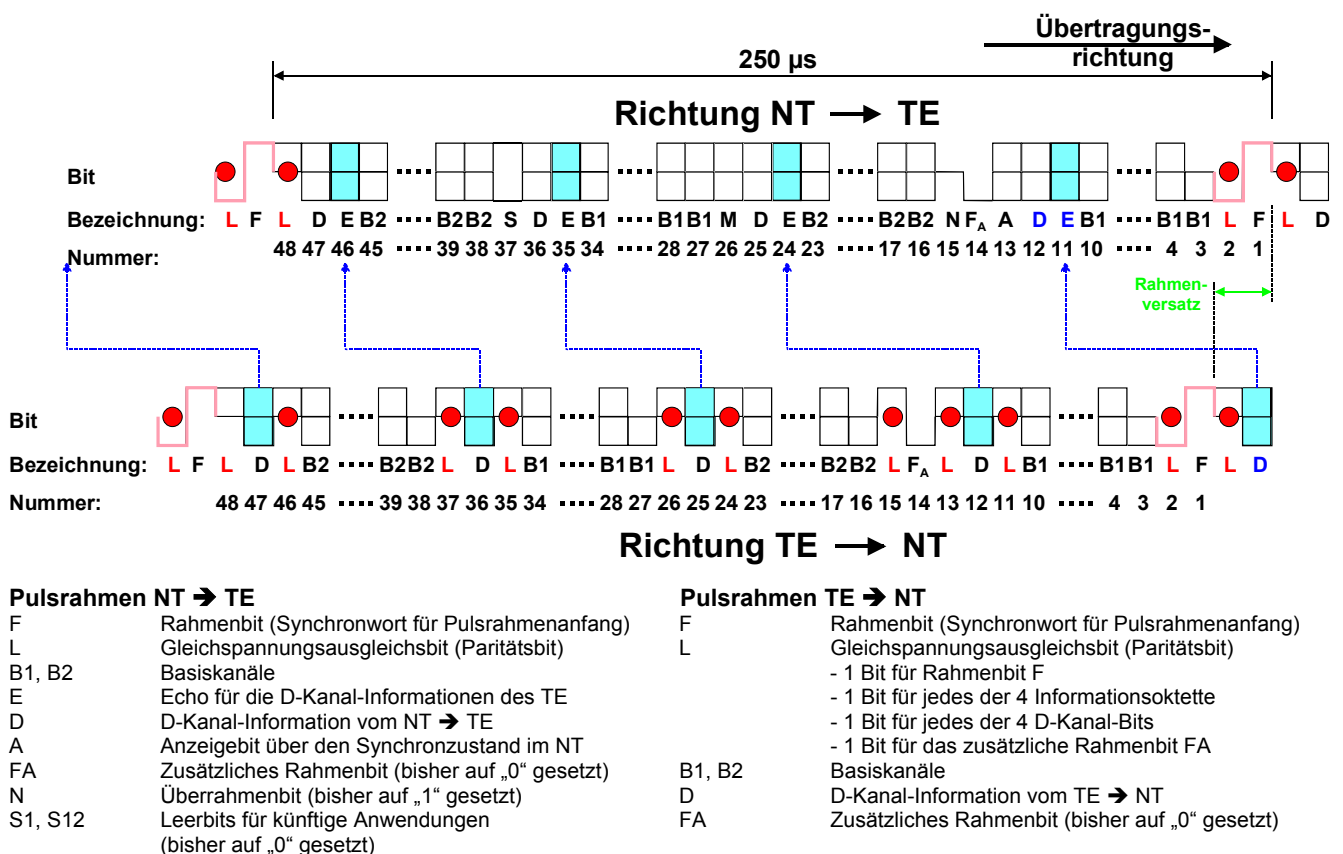 Übertragungs-
richtung
250 µs
Richtung NT → TE
Bit
Bezeichnung: L F L D E B2 ···· B2 B2 S D E B1 ···· B1 B1 M D E B2 ···· B2 B2 N FA A D E B1 ···· B1 B1 L F L D
Nummer: 48 47 46 45 ···· 39 38 37 36 35 34 ···· 28 27 26 25 24 23 ···· 17 16 15 14 13 12 11 10 ···· 4 3 2 1
Rahmen-
versatz
Bit
Bezeichnung: L F L D L B2 ···· B2 B2 L D L B1 ···· B1 B1 L D L B2 ···· B2 B2 L FA L D L B1 ···· B1 B1 L F L D
Nummer: 48 47 46 45 ···· 39 38 37 36 35 34 ···· 28 27 26 25 24 23 ···· 17 16 15 14 13 12 11 10 ···· 4 3 2 1
Richtung TE → NT
Pulsrahmen NT ➔ TE
F Rahmenbit (Synchronwort für Pulsrahmenanfang)
L Gleichspannungsausgleichsbit (Paritätsbit)
B1, B2 Basiskanäle
E Echo für die D-Kanal-Informationen des TE
D D-Kanal-Information vom NT ➔ TE
A Anzeigebit über den Synchronzustand im NT
FA Zusätzliches Rahmenbit (bisher auf „0“ gesetzt)
N Überrahmenbit (bisher auf „1“ gesetzt)
S1, S12 Leerbits für künftige Anwendungen
(bisher auf „0“ gesetzt)
Pulsrahmen TE ➔ NT
F Rahmenbit (Synchronwort für Pulsrahmenanfang)
L Gleichspannungsausgleichsbit (Paritätsbit)
- 1 Bit für Rahmenbit F
- 1 Bit für jedes der 4 Informationsoktette
- 1 Bit für jedes der 4 D-Kanal-Bits
- 1 Bit für das zusätzliche Rahmenbit FA
B1, B2 Basiskanäle
D D-Kanal-Information vom TE ➔ NT
FA Zusätzliches Rahmenbit (bisher auf „0“ gesetzt)